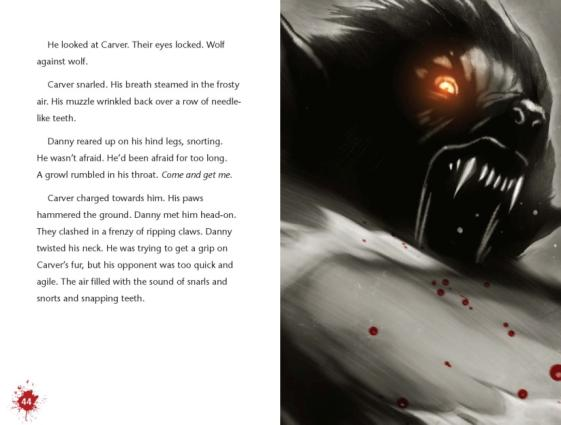 He looked at Carver. Their eyes locked. Wolf
against wolf.
Carver snarled. His breath steamed in the frosty
air. His muzzle wrinkled back over a row of needle-
like teeth.
Danny reared up on his hind legs, snorting.
He wasn't afraid. He'd been afraid for too long.
A growl rumbled in his throat. Come and get me.
Carver charged towards him. His paws
hammered the ground. Danny met him head-on.
They clashed in a frenzy of ripping claws. Danny
twisted his neck. He was trying to get a grip on
Carver's fur, but his opponent was too quick and
agile. The air filled with the sound of snarls and
snorts and snapping teeth.
44